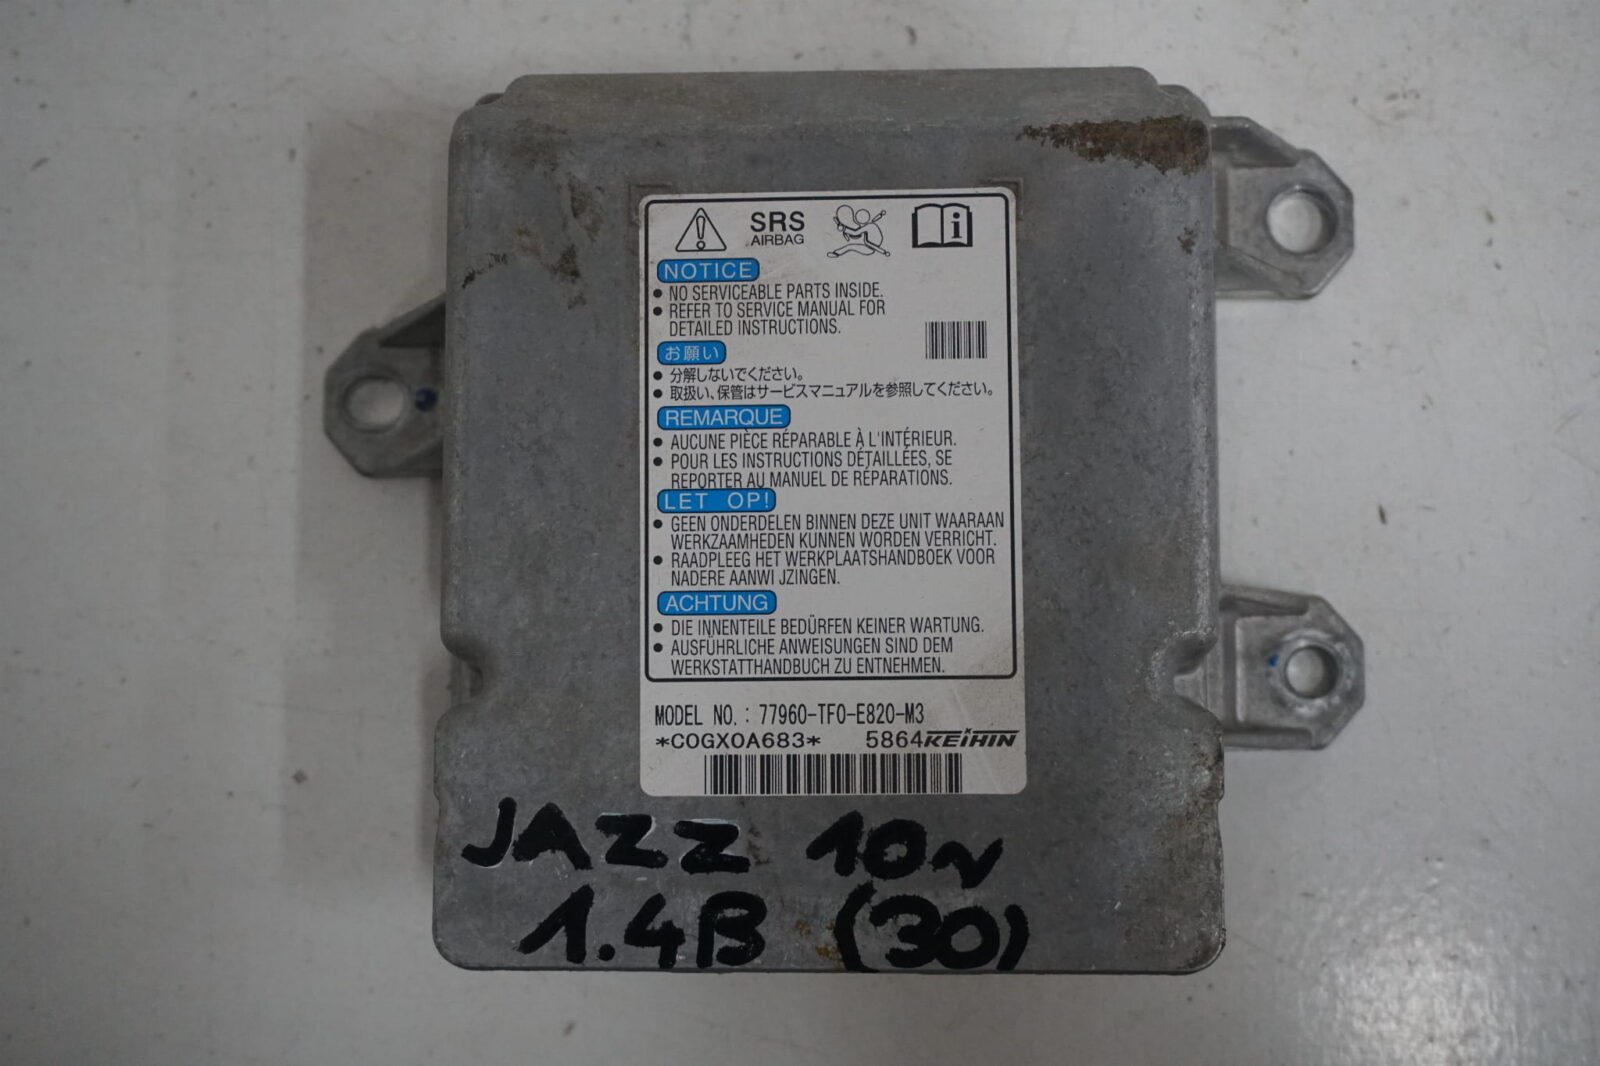 SRS
AIRBAG
NOTICE
• NO SERVICEABLE PARTS INSIDE.
• REFER TO SERVICE MANUAL FOR
DETAILED INSTRUCTIONS.
お願い
• 分解しないでください。
• 取扱い、保管はサービスマニュアルを参照してください。
REMARQUE
• AUCUNE PIÈCE RÉPARABLE À L'INTÉRIEUR.
• POUR LES INSTRUCTIONS DÉTAILLÉES, SE
REPORTER AU MANUEL DE RÉPARATIONS.
LET OP!
• GEEN ONDERDELEN BINNEN DEZE UNIT WAARAAN
WERKZAAMHEDEN KUNNEN WORDEN VERRICHT.
• RAADPLEEG HET WERKPLAATSHANDBOEK VOOR
NADERE AANWI JZINGEN.
ACHTUNG
• DIE INNENTEILE BEDÜRFEN KEINER WARTUNG.
• AUSFÜHRLICHE ANWEISUNGEN SIND DEM
WERKSTATTHANDBUCH ZU ENTNEHMEN.
MODEL NO.: 77960-TF0-E820-M3
*C0GX0A683* 5864 KEIHIN
JAZZ 10~
1.4B (30)